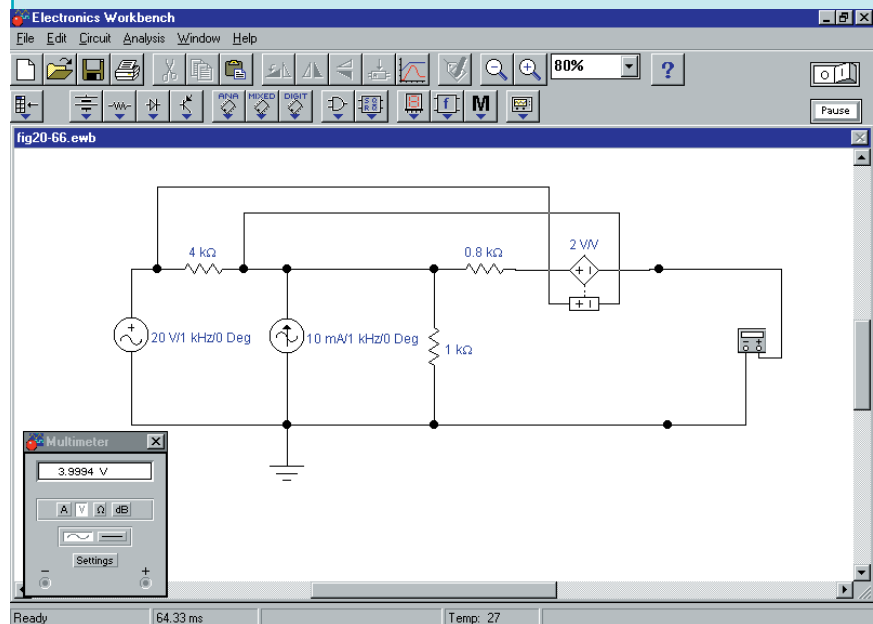 Electronics Workbench
File Edit Circuit Analysis Window Help
80%
?
ANA MIXED DIGIT
M
Pause
fig20-66.ewb
4 kΩ
0.8 kΩ
2 V/V
20 V/1 kHz/0 Deg
10 mA/1 kHz/0 Deg
1 kΩ
Multimeter
3.9994 V
A V Ω dB
Settings
Ready 64.33 ms Temp: 27